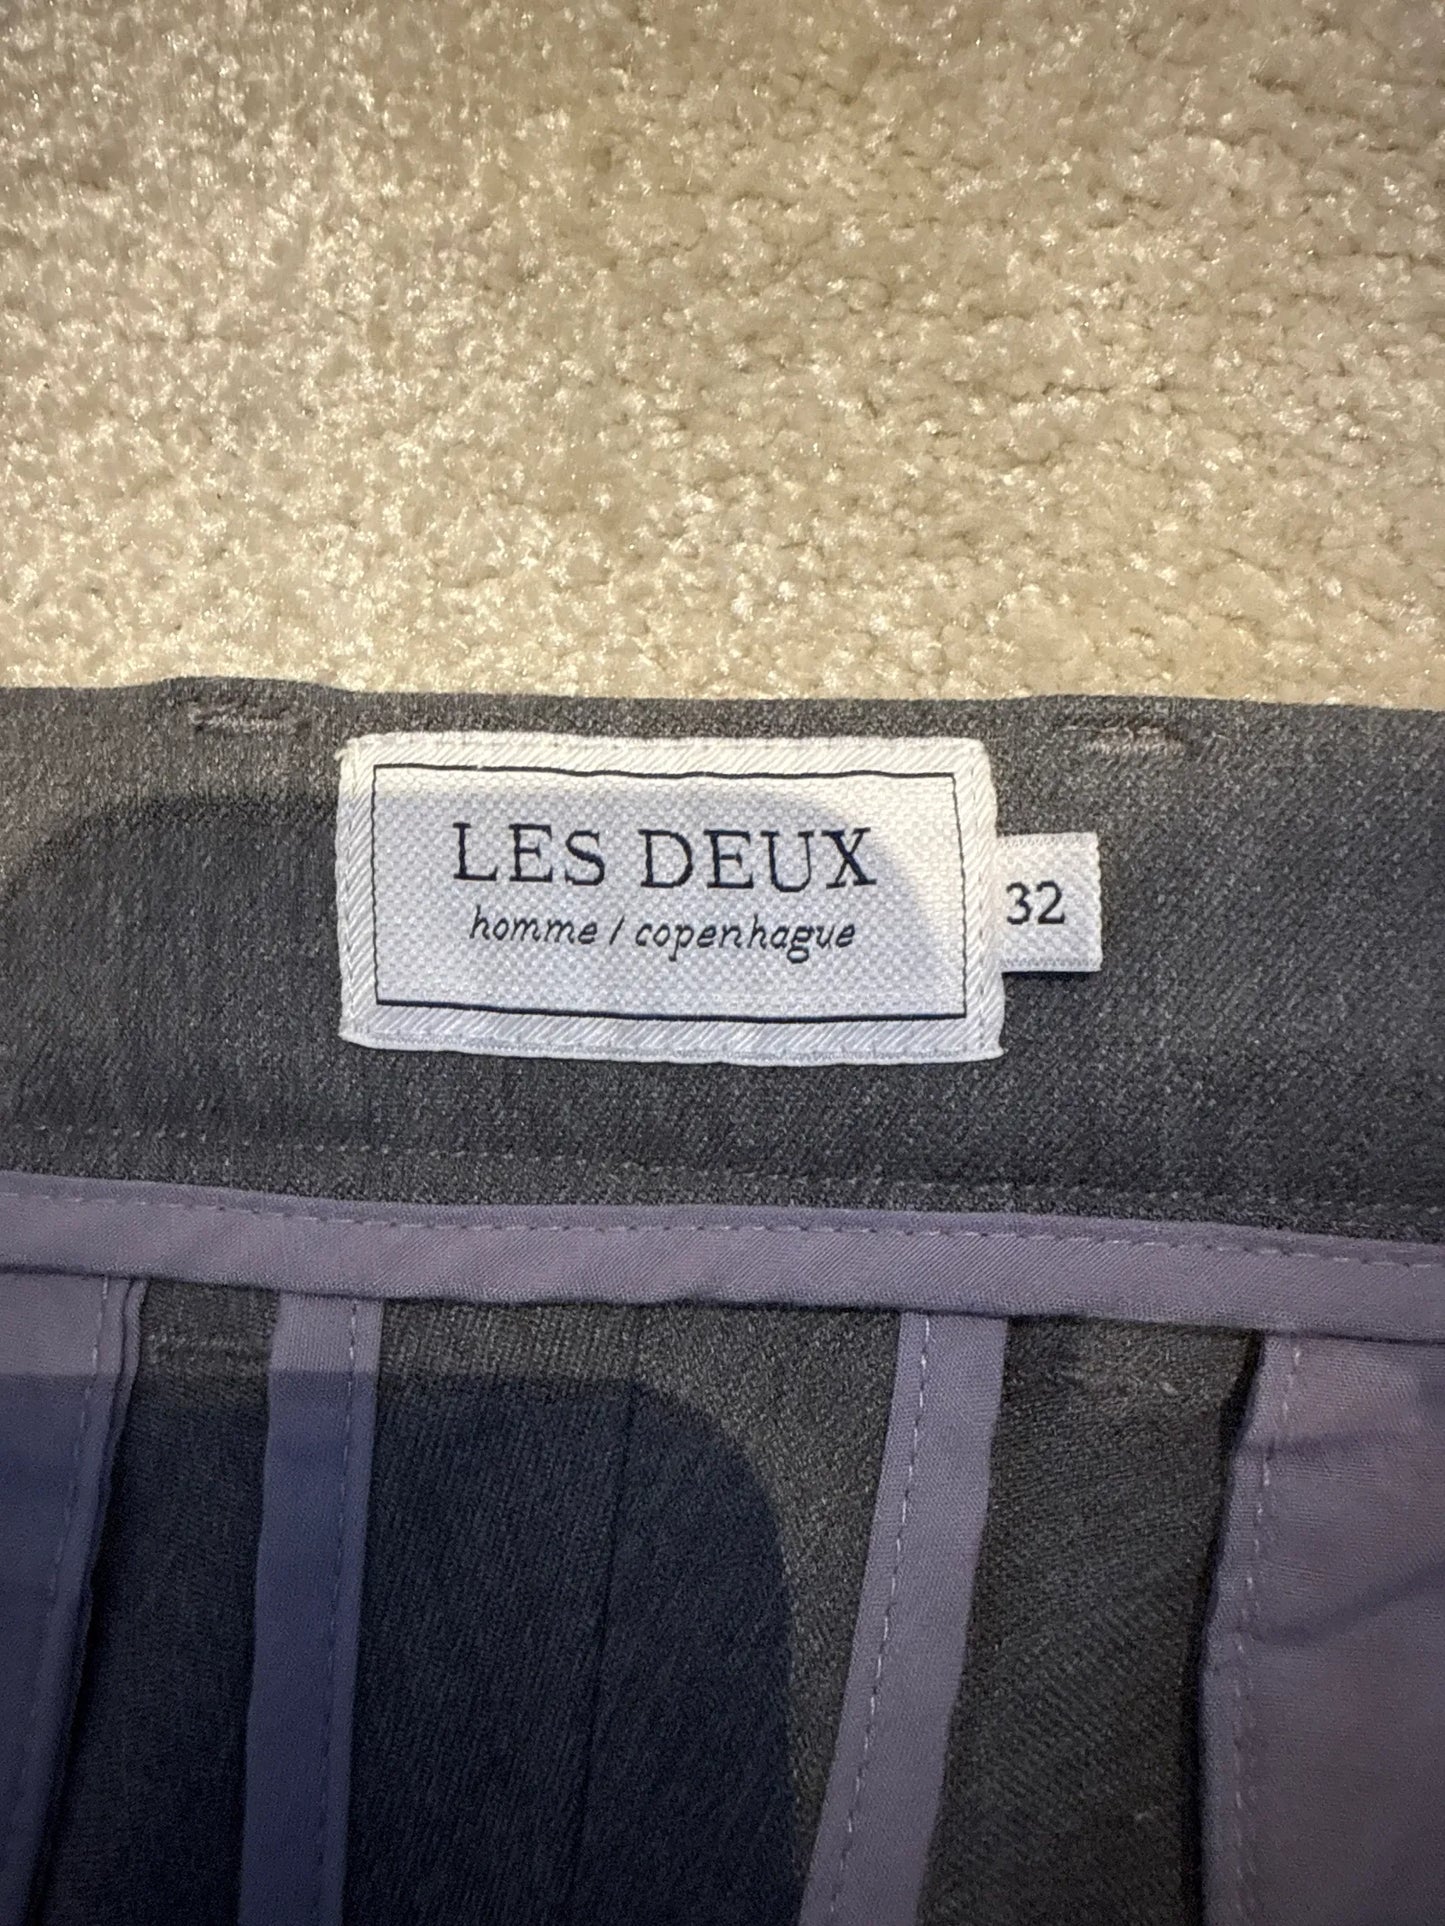 LES DEUX
homme / copenhague
32